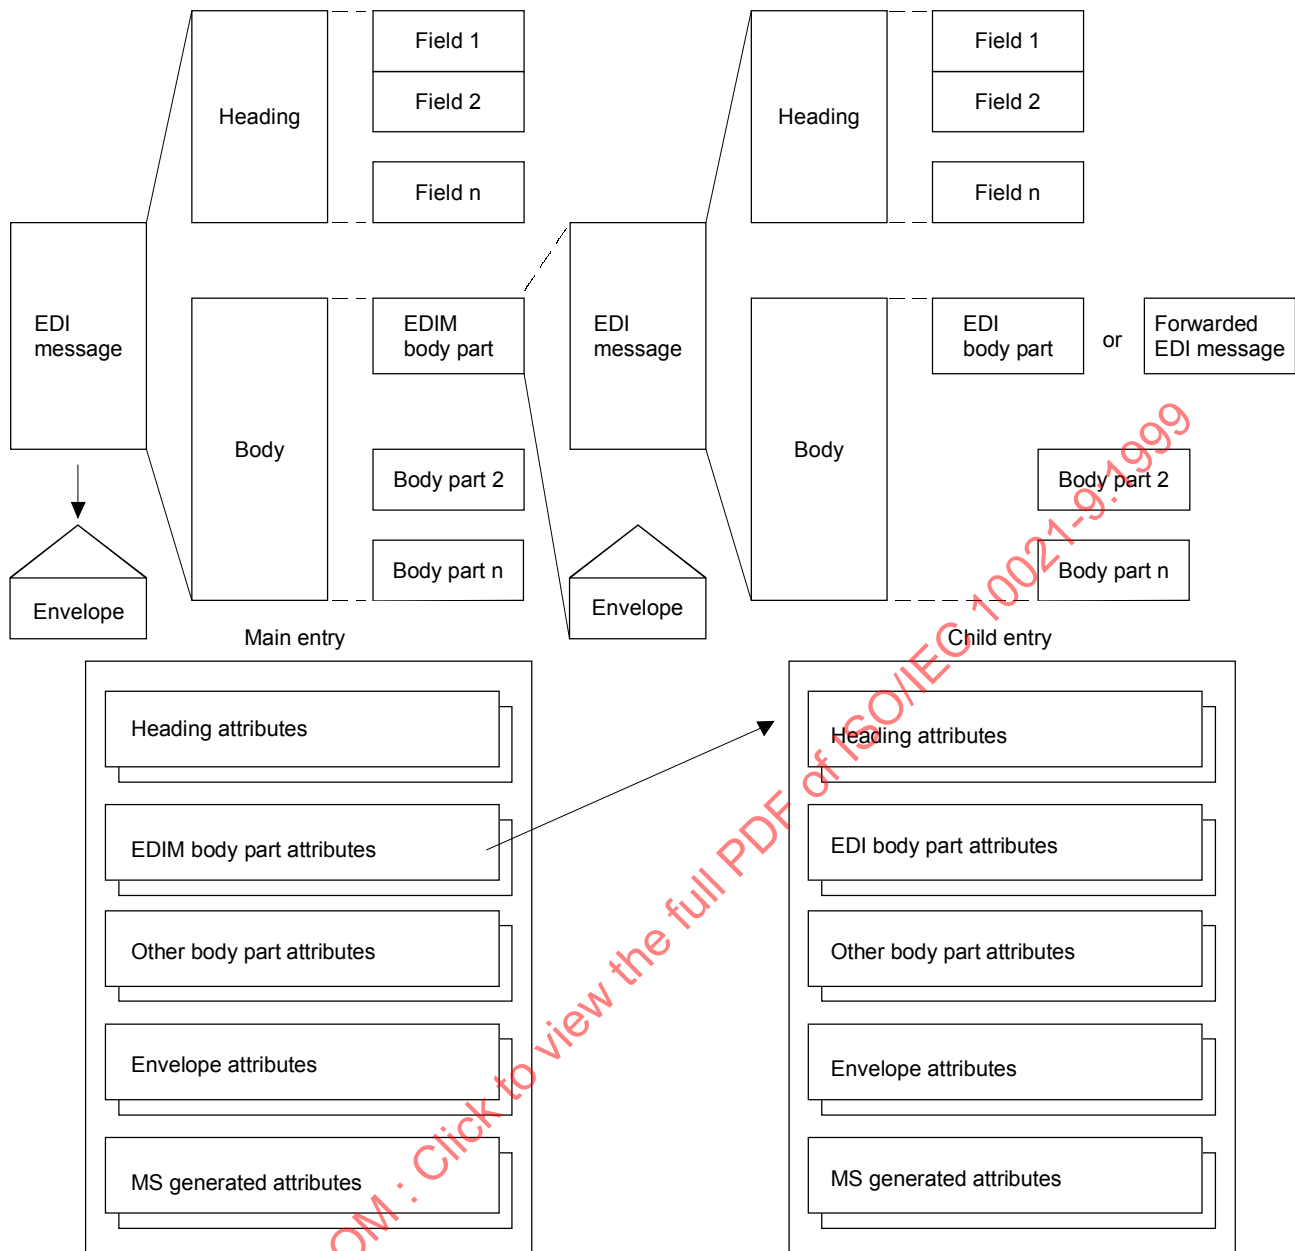 Heading
Field 1
Field 2
Field n
EDI
message
Body
EDIM
body part
Body part 2
Body part n
Envelope
Heading
Field 1
Field 2
Field n
EDI
message
Body
EDI
body part
or
Forwarded
EDI message
Body part 2
Body part n
Envelope
Main entry
Heading attributes
EDIM body part attributes
Other body part attributes
Envelope attributes
MS generated attributes
Child entry
Heading attributes
EDI body part attributes
Other body part attributes
Envelope attributes
MS generated attributes
OM : Click to view the full PDF of ISO/IEC 10021-9:1999